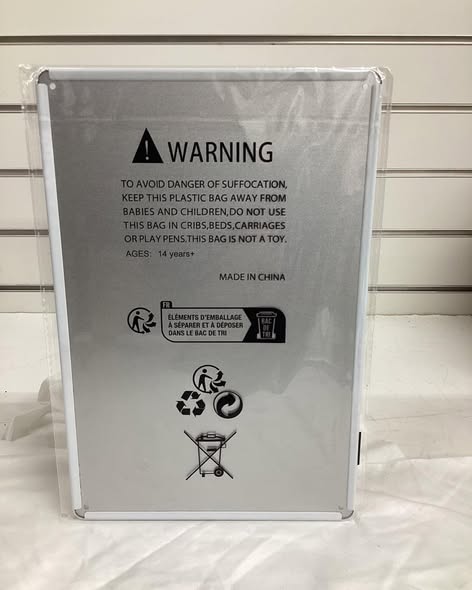 WARNING
TO AVOID DANGER OF SUFFOCATION,
KEEP THIS PLASTIC BAG AWAY FROM
BABIES AND CHILDREN,DO NOT USE
THIS BAG IN CRIBS,BEDS,CARRIAGES
OR PLAY PENS.THIS BAG IS NOT A TOY.
AGES: 14 years+
MADE IN CHINA
FR
ÉLÉMENTS D'EMBALLAGE
À SÉPARER ET À DÉPOSER
DANS LE BAC DE TRI
BAC
DE
TRI